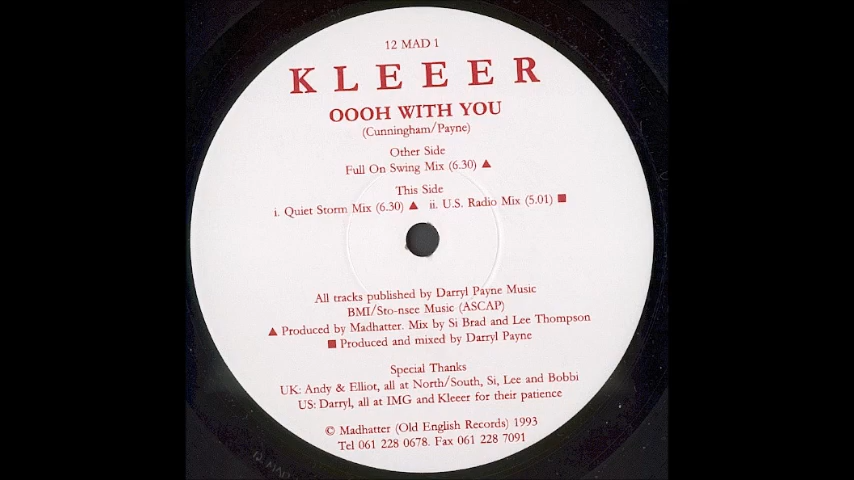 12 MAD 1
KLEEER
OOOH WITH YOU
(Cunningham/Payne)
Other Side
Full On Swing Mix (6.30) ▲
This Side
i. Quiet Storm Mix (6.30) ▲ ii. U.S. Radio Mix (5.01) ■
All tracks published by Darryl Payne Music
BMI/Sto-nsee Music (ASCAP)
▲ Produced by Madhatter. Mix by Si Brad and Lee Thompson
■ Produced and mixed by Darryl Payne
Special Thanks
UK: Andy & Elliot, all at North/South, Si, Lee and Bobbi
US: Darryl, all at IMG and Kleeer for their patience
© Madhatter (Old English Records) 1993
Tel 061 228 0678. Fax 061 228 7091